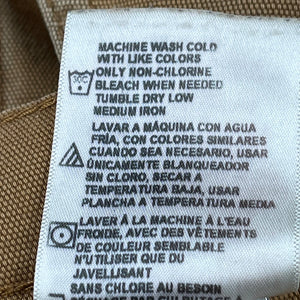 MACHINE WASH COLD
WITH LIKE COLORS
ONLY NON-CHLORINE
BLEACH WHEN NEEDED
TUMBLE DRY LOW
MEDIUM IRON
LAVAR A MÁQUINA CON AGUA
FRÍA, CON COLORES SIMILARES
CUANDO SEA NECESARIO, USAR
ÚNICAMENTE BLANQUEADOR
SIN CLORO, SECAR A
TEMPERATURA BAJA, USAR
PLANCHA A TEMPERATURA MEDIA
LAVER À LA MACHINE À L'EAU
FROIDE, AVEC DES VÊTEMENTS
DE COULEUR SEMBLABLE
N'UTILISER QUE DU
JAVELLISANT
SANS CHLORE AU BESOIN